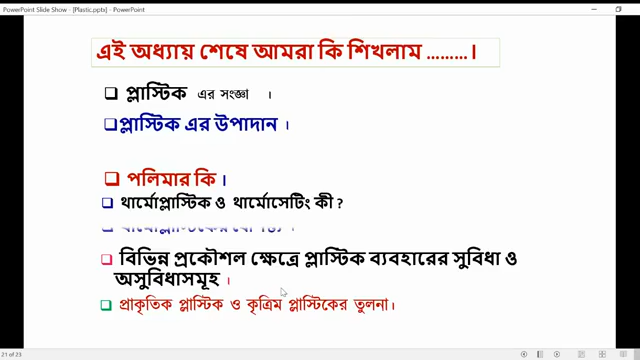 PowerPoint Slide Show - [Plastic.pptx] - PowerPoint
এই অধ্যায় শেষে আমরা কি শিখলাম .........।
প্লাস্টিক এর সংজ্ঞা ।
প্লাস্টিক এর উপাদান ।
পলিমার কি ।
থার্মোপ্লাস্টিক ও থার্মোসেটিং কী ?
বিভিন্ন প্রকৌশল ক্ষেত্রে প্লাস্টিক ব্যবহারের সুবিধা ও
অসুবিধাসমূহ ।
প্রাকৃতিক প্লাস্টিক ও কৃত্রিম প্লাস্টিকের তুলনা।
21 of 23